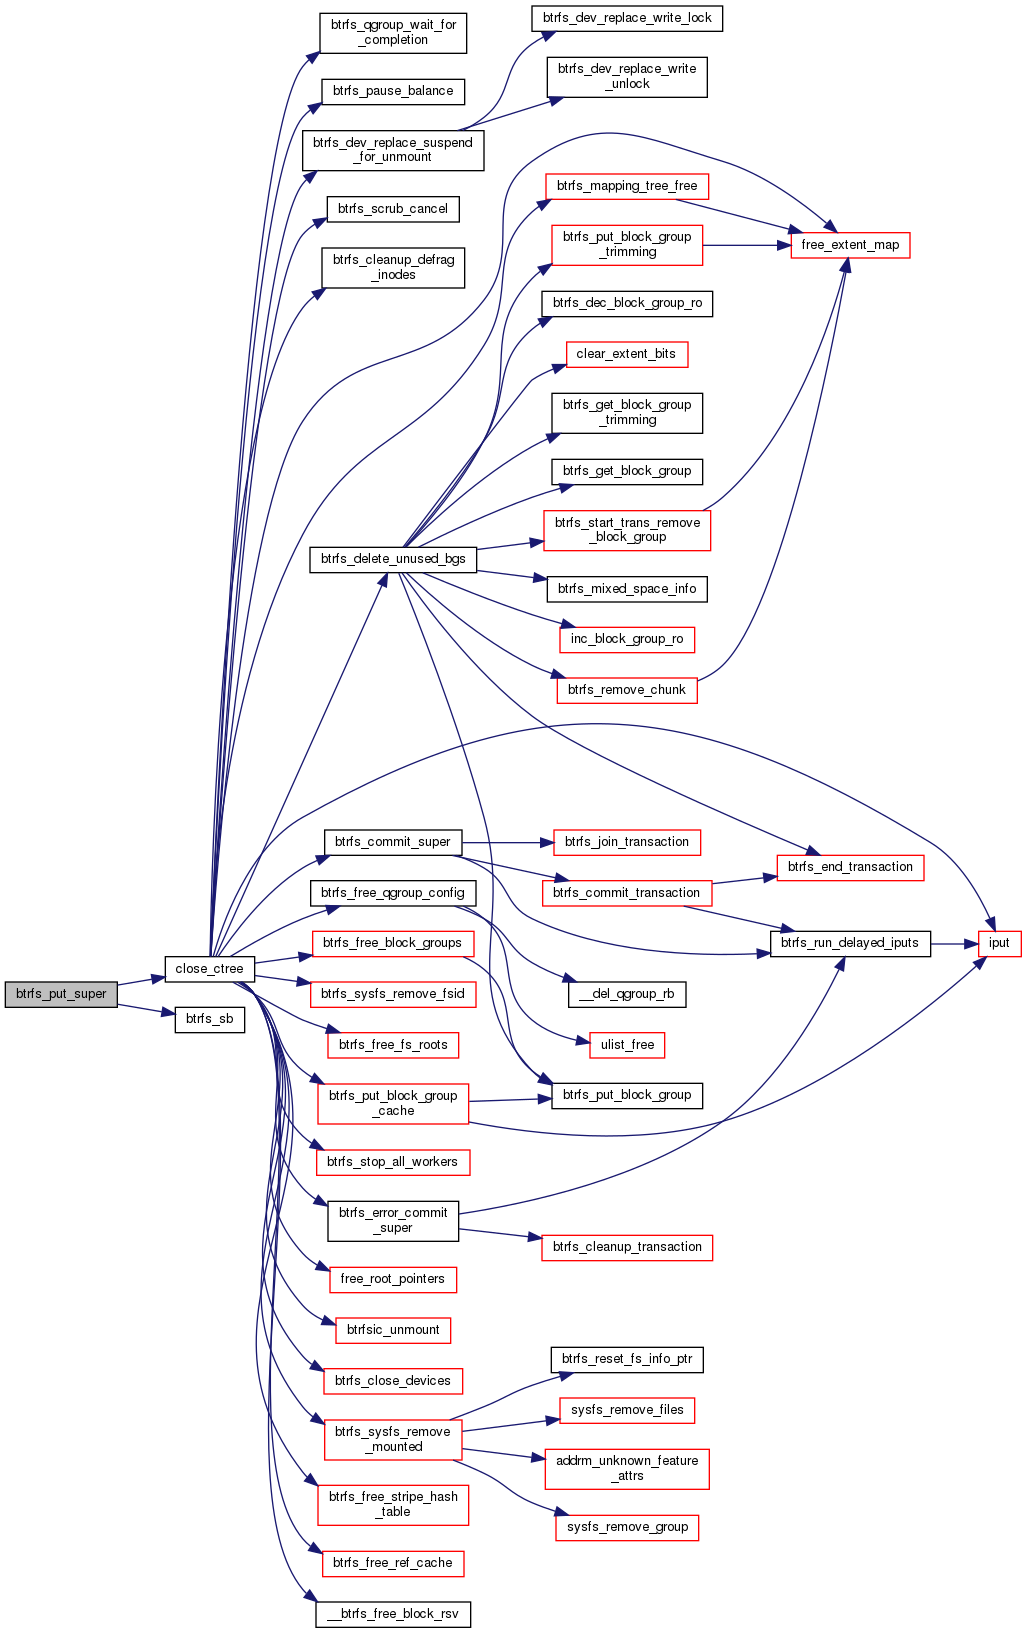 btrfs_put_super
close_ctree
btrfs_sb
btrfs_qgroup_wait_for
_completion
btrfs_pause_balance
btrfs_dev_replace_suspend
_for_unmount
btrfs_scrub_cancel
btrfs_cleanup_defrag
_inodes
btrfs_delete_unused_bgs
btrfs_commit_super
btrfs_free_qgroup_config
btrfs_free_block_groups
btrfs_sysfs_remove_fsid
btrfs_free_fs_roots
btrfs_put_block_group
_cache
btrfs_stop_all_workers
btrfs_error_commit
_super
free_root_pointers
btrfsic_unmount
btrfs_close_devices
btrfs_sysfs_remove
_mounted
btrfs_free_stripe_hash
_table
btrfs_free_ref_cache
__btrfs_free_block_rsv
btrfs_dev_replace_write_lock
btrfs_dev_replace_write
_unlock
btrfs_mapping_tree_free
btrfs_put_block_group
_trimming
btrfs_dec_block_group_ro
clear_extent_bits
btrfs_get_block_group
_trimming
btrfs_get_block_group
btrfs_start_trans_remove
_block_group
btrfs_mixed_space_info
inc_block_group_ro
btrfs_remove_chunk
btrfs_join_transaction
btrfs_commit_transaction
__del_qgroup_rb
ulist_free
btrfs_put_block_group
btrfs_cleanup_transaction
btrfs_reset_fs_info_ptr
sysfs_remove_files
addrm_unknown_feature
_attrs
sysfs_remove_group
free_extent_map
btrfs_end_transaction
btrfs_run_delayed_iputs
iput